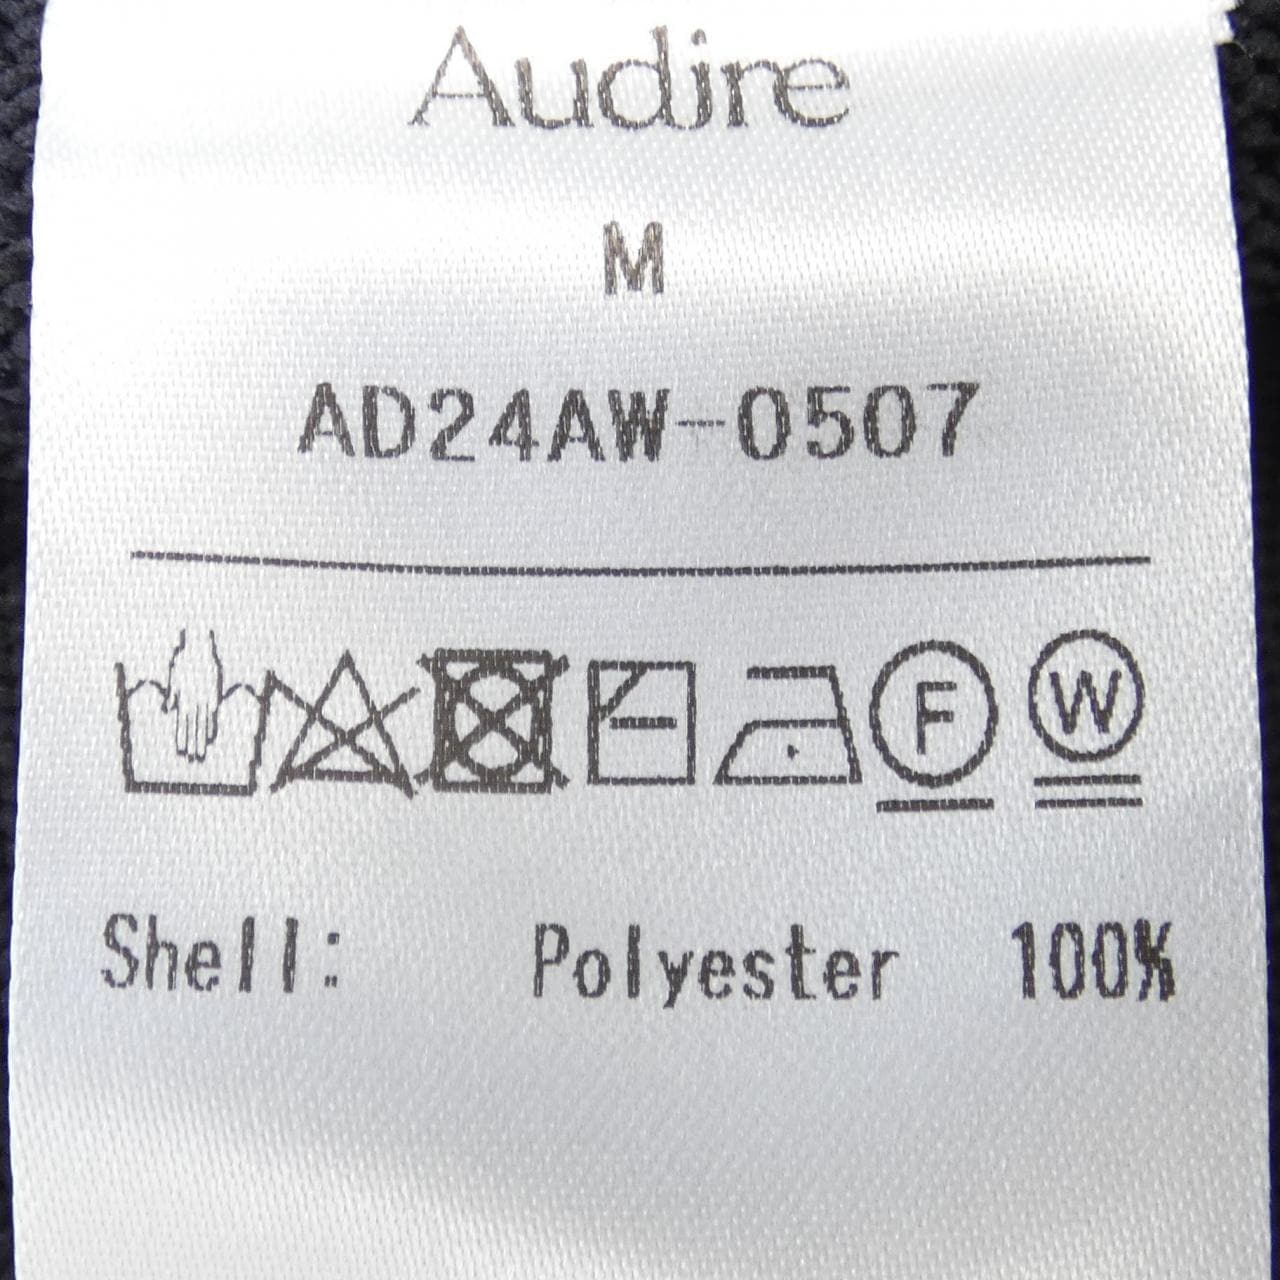 Audire
M
AD24AW-0507
F W
Shell: Polyester 100%